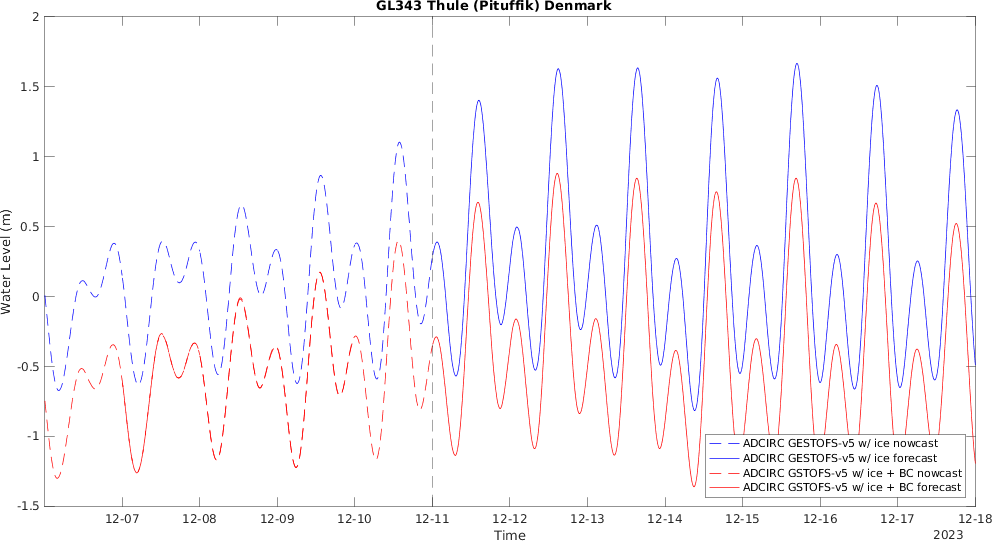 GL343 Thule (Pituffik) Denmark
2
1.5
1
0.5
0
-0.5
-1
-1.5
Water Level (m)
ADCIRC GESTOFS-v5 w/ ice nowcast
ADCIRC GESTOFS-v5 w/ ice forecast
ADCIRC GSTOFS-v5 w/ ice + BC nowcast
ADCIRC GSTOFS-v5 w/ ice + BC forecast
12-07 12-08 12-09 12-10 12-11 12-12 12-13 12-14 12-15 12-16 12-17 12-18
Time
2023